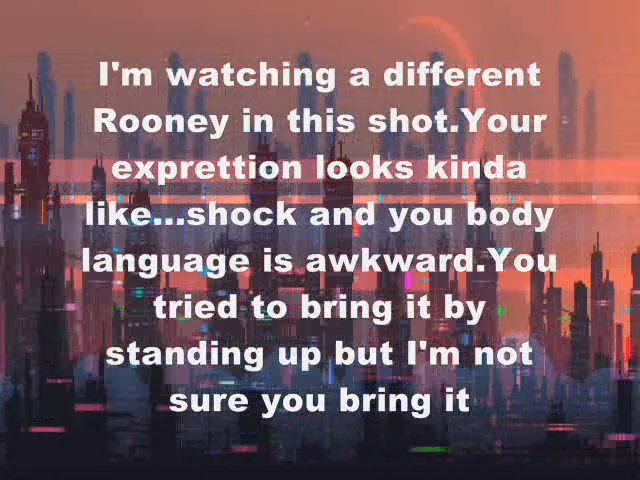 I'm watching a different
Rooney in this shot.Your
exprettion looks kinda
like...shock and you body
language is awkward.You
tried to bring it by
standing up but I'm not
sure you bring it